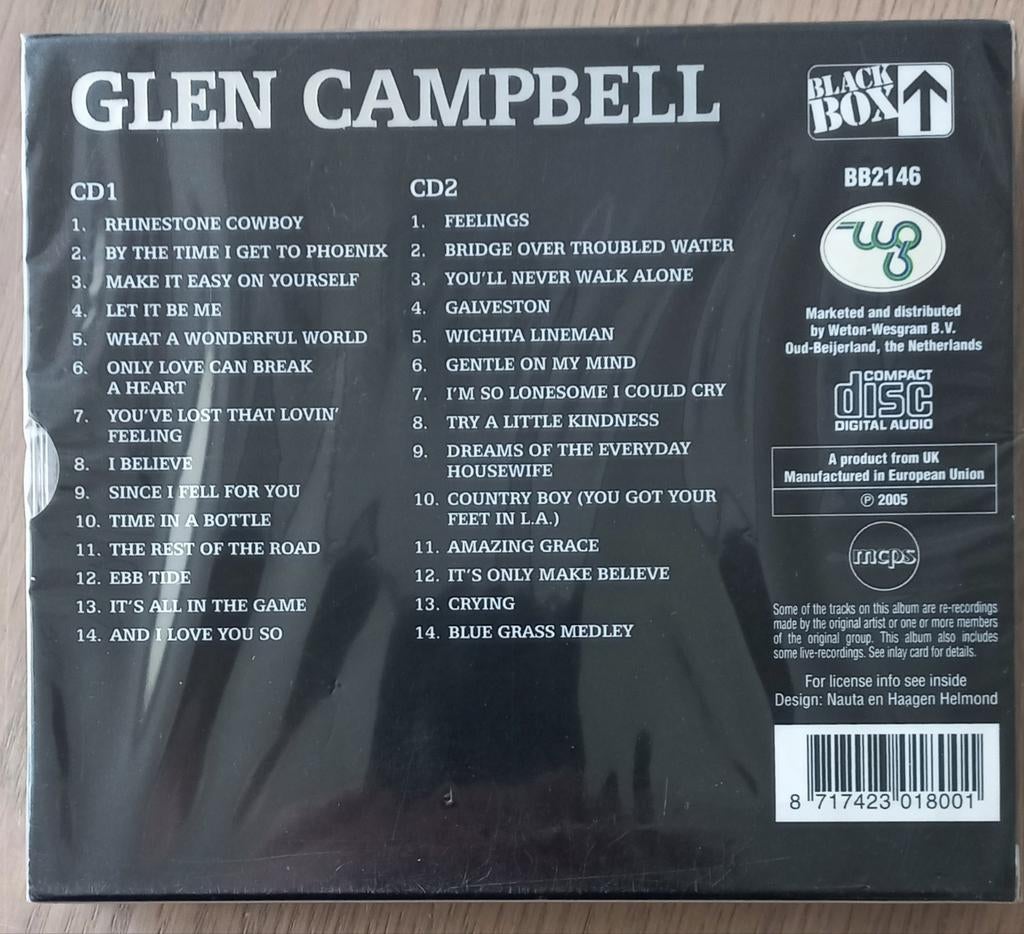 GLEN CAMPBELL
CD1
1. RHINESTONE COWBOY
2. BY THE TIME I GET TO PHOENIX
3. MAKE IT EASY ON YOURSELF
4. LET IT BE ME
5. WHAT A WONDERFUL WORLD
6. ONLY LOVE CAN BREAK
A HEART
7. YOU'VE LOST THAT LOVIN'
FEELING
8. I BELIEVE
9. SINCE I FELL FOR YOU
10. TIME IN A BOTTLE
11. THE REST OF THE ROAD
12. EBB TIDE
13. IT'S ALL IN THE GAME
14. AND I LOVE YOU SO
CD2
1. FEELINGS
2. BRIDGE OVER TROUBLED WATER
3. YOU'LL NEVER WALK ALONE
4. GALVESTON
5. WICHITA LINEMAN
6. GENTLE ON MY MIND
7. I'M SO LONESOME I COULD CRY
8. TRY A LITTLE KINDNESS
9. DREAMS OF THE EVERYDAY
HOUSEWIFE
10. COUNTRY BOY (YOU GOT YOUR
FEET IN L.A.)
11. AMAZING GRACE
12. IT'S ONLY MAKE BELIEVE
13. CRYING
14. BLUE GRASS MEDLEY
BLACK
BOX
BB2146
Marketed and distributed
by Weton-Wesgram B.V.
Oud-Beijerland, the Netherlands
COMPACT
disc
DIGITAL AUDIO
A product from UK
Manufactured in European Union
℗ 2005
mcps
Some of the tracks on this album are re-recordings
made by the original artist or one or more members
of the original group. This album also includes
some live-recordings. See inlay card for details.
For license info see inside
Design: Nauta en Haagen Helmond
8 717423 018001